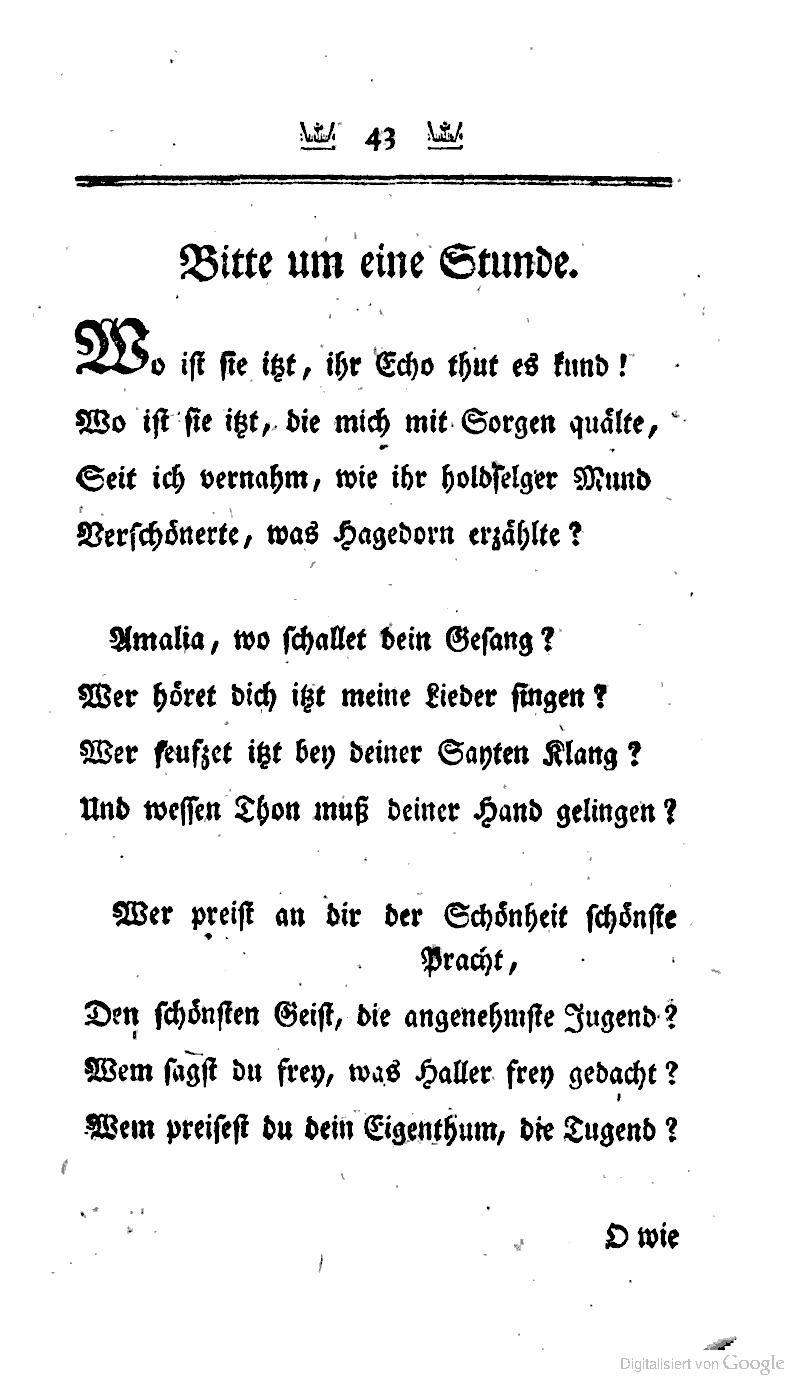 43
Bitte um eine Stunde.
Wo ist sie itzt, ihr Echo thut es kund!
Wo ist sie itzt, die mich mit Sorgen quälte,
Seit ich vernahm, wie ihr holdselger Mund
Verschönerte, was Hagedorn erzählte?
Amalia, wo schallet dein Gesang?
Wer höret dich itzt meine Lieder singen?
Wer seufzet itzt bey deiner Sayten Klang?
Und wessen Thon muß deiner Hand gelingen?
Wer preist an dir der Schönheit schönste
Pracht,
Den schönsten Geist, die angenehmste Jugend?
Wem sagst du frey, was Haller frey gedacht?
Wem preisest du dein Eigenthum, die Tugend?
O wie
Digitalisiert von Google